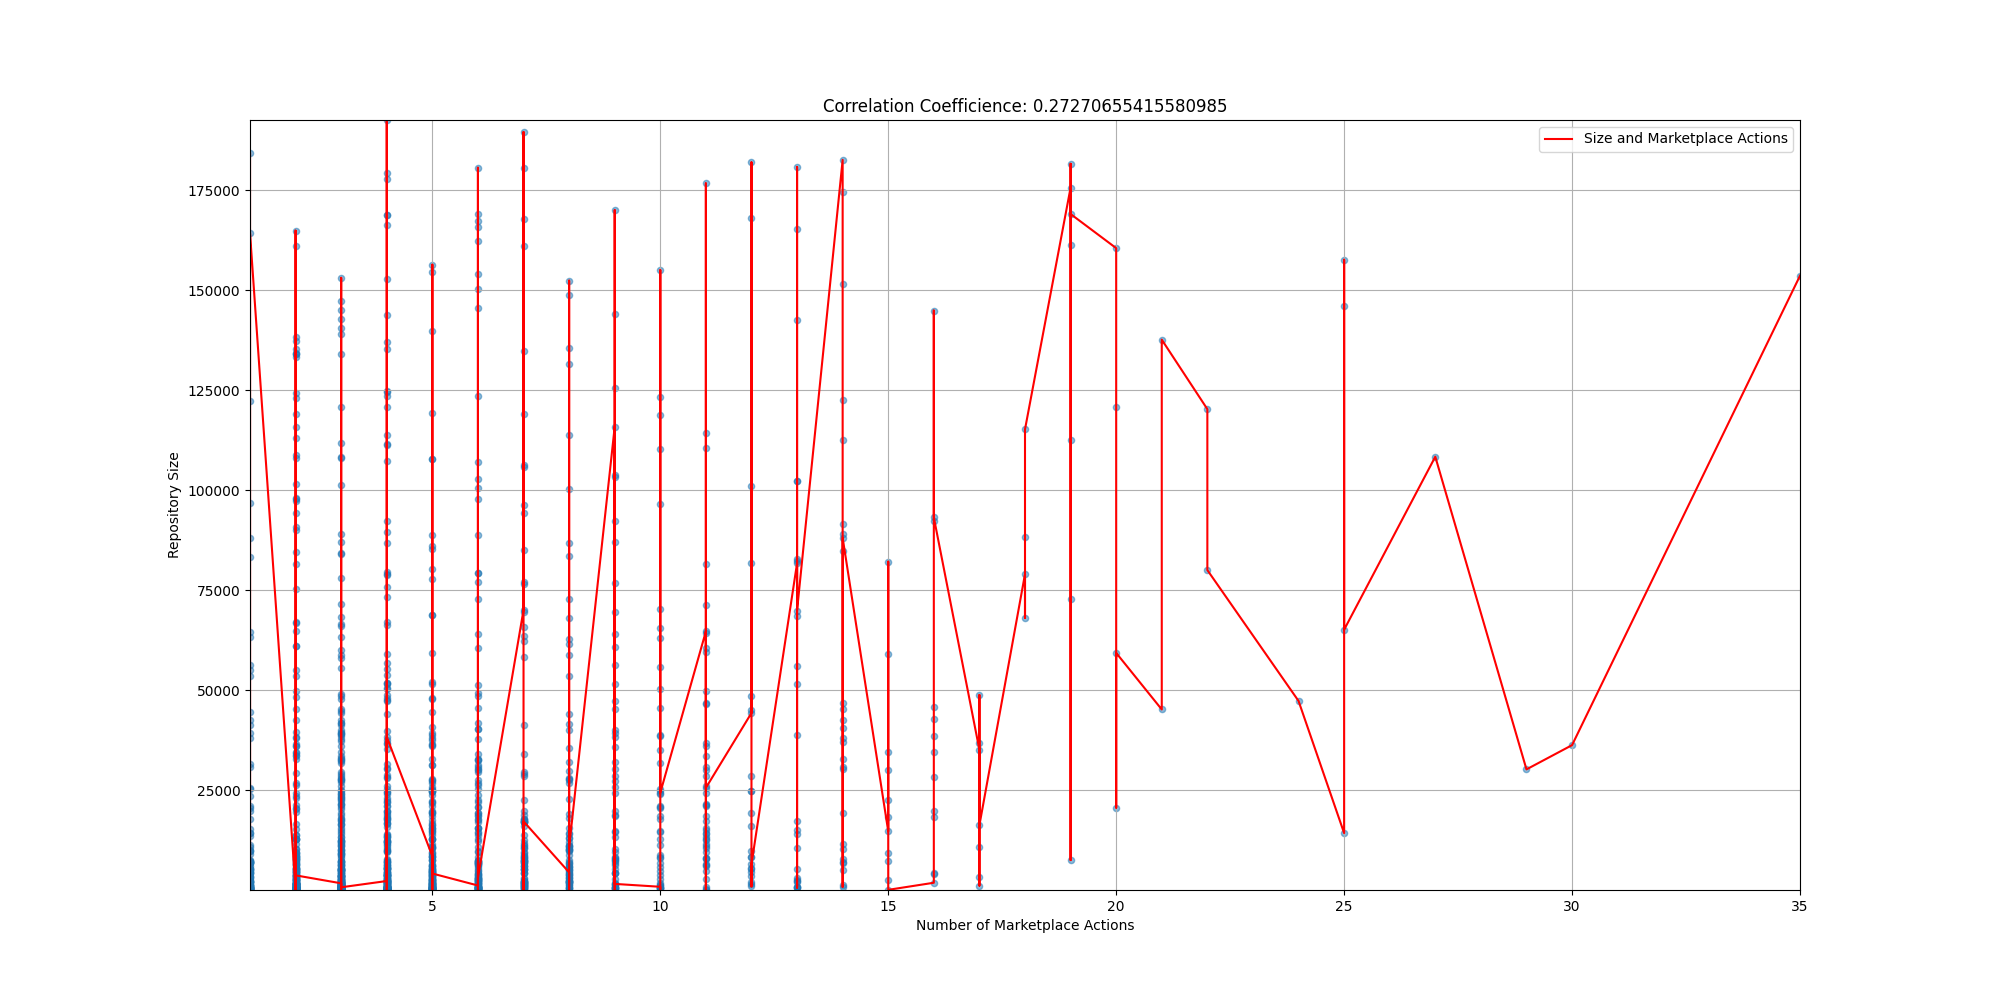 Correlation Coefficience: 0.27270655415580985
Size and Marketplace Actions
175000
150000
125000
100000
75000
50000
25000
Repository Size
5 10 15 20 25 30 35
Number of Marketplace Actions